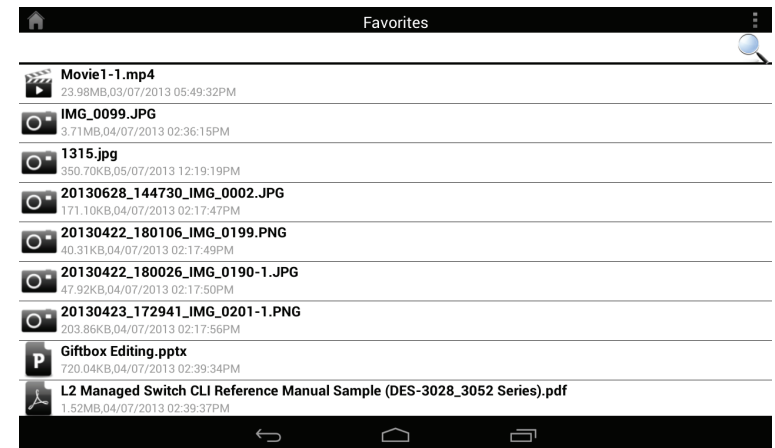 Favorites
Movie1-1.mp4
23.98MB,03/07/2013 05:49:32PM
IMG_0099.JPG
3.71MB,04/07/2013 02:36:15PM
1315.jpg
350.70KB,05/07/2013 12:19:19PM
20130628_144730_IMG_0002.JPG
171.10KB,04/07/2013 02:17:47PM
20130422_180106_IMG_0199.PNG
40.31KB,04/07/2013 02:17:49PM
20130422_180026_IMG_0190-1.JPG
47.92KB,04/07/2013 02:17:50PM
20130423_172941_IMG_0201-1.PNG
203.86KB,04/07/2013 02:17:56PM
P
Giftbox Editing.pptx
720.04KB,04/07/2013 02:39:34PM
L2 Managed Switch CLI Reference Manual Sample (DES-3028_3052 Series).pdf
1.52MB,04/07/2013 02:39:37PM